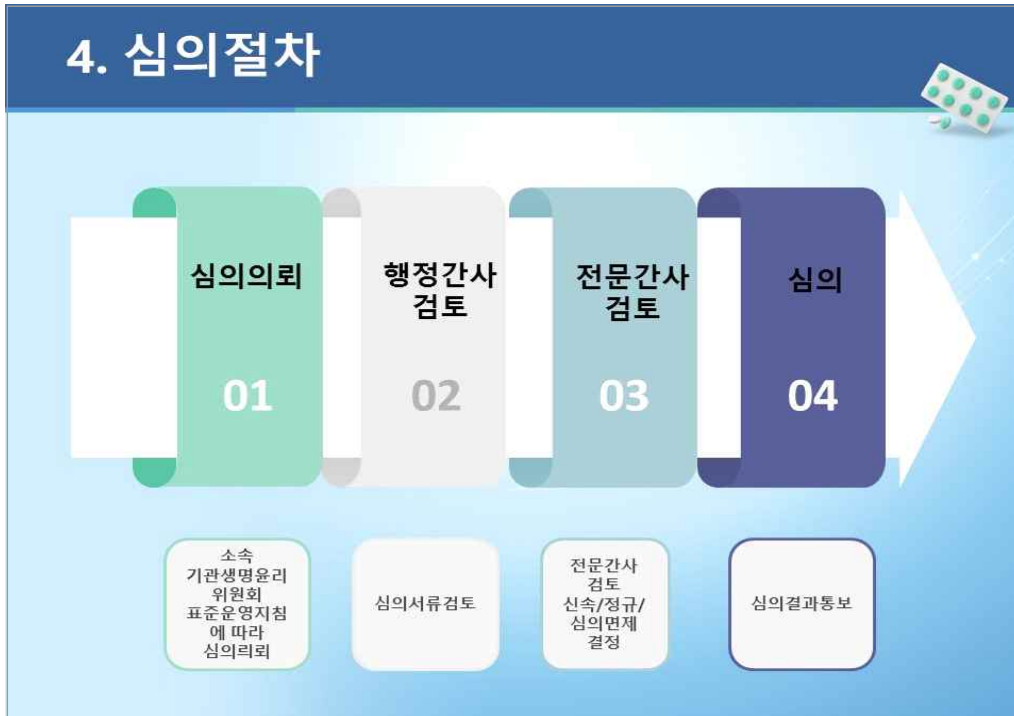 4. 심의절차
심의의뢰
01
행정간사
검토
02
전문간사
검토
03
심의
04
소속
기관생명윤리
위원회
표준운영지침
에 따라
심의릐뢰
심의서류검토
전문간사
검토
신속/정규/
심의면제
결정
심의결과통보